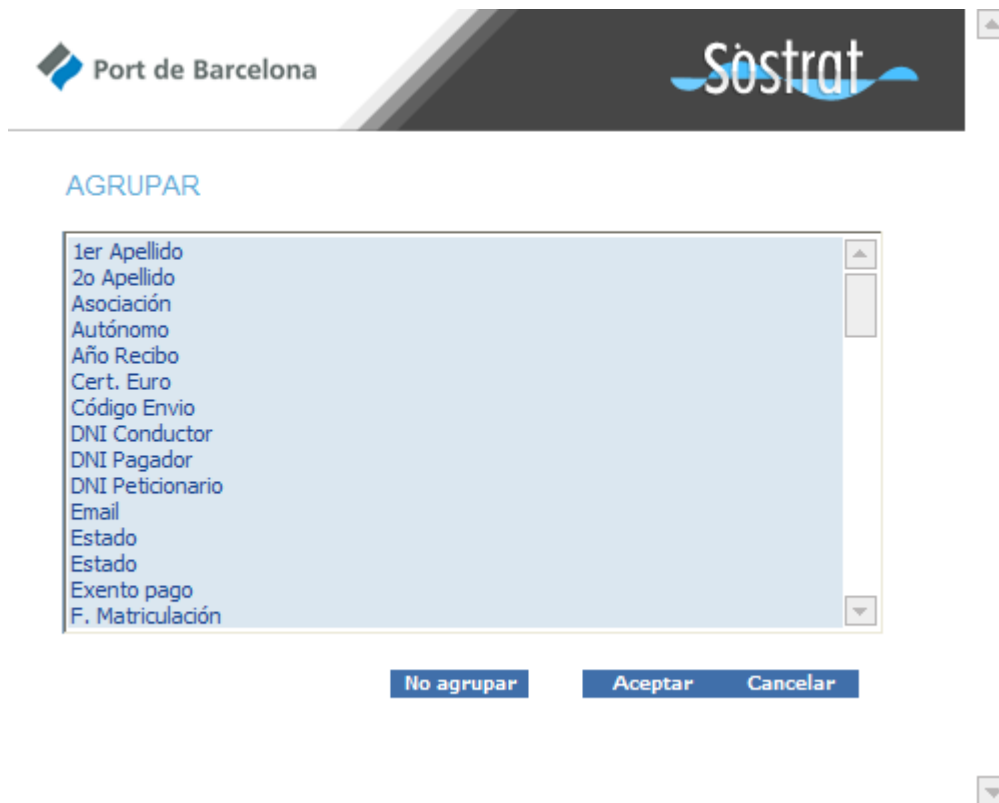 Port de Barcelona
Sòstrat
AGRUPAR
1er Apellido
2o Apellido
Asociación
Autónomo
Año Recibo
Cert. Euro
Código Envio
DNI Conductor
DNI Pagador
DNI Peticionario
Email
Estado
Estado
Exento pago
F. Matriculación
No agrupar Aceptar Cancelar